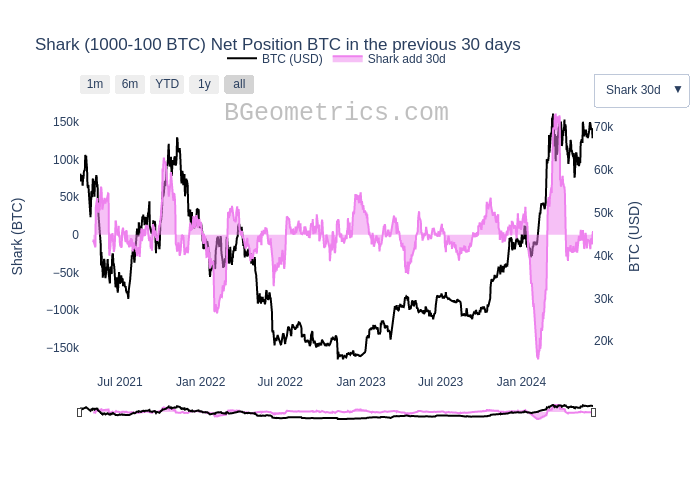 Shark (1000-100 BTC) Net Position BTC in the previous 30 days
BTC (USD) Shark add 30d
1m 6m YTD 1y all
Shark 30d ▼
BGeometrics.com
150k
100k
50k
0
−50k
−100k
−150k
Shark (BTC)
70k
60k
50k
40k
30k
20k
BTC (USD)
Jul 2021 Jan 2022 Jul 2022 Jan 2023 Jul 2023 Jan 2024